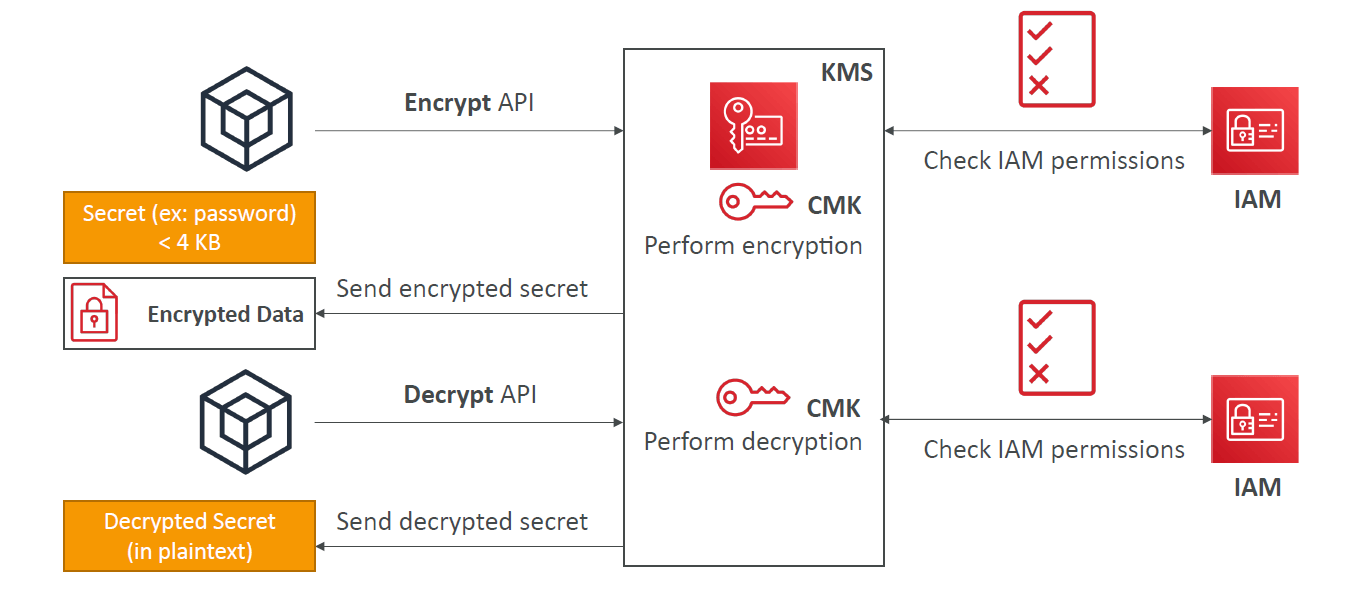 KMS
Encrypt API
Check IAM permissions
IAM
Secret (ex: password)
< 4 KB
CMK
Perform encryption
Send encrypted secret
Encrypted Data
Decrypt API
CMK
Perform decryption
Check IAM permissions
IAM
Decrypted Secret
(in plaintext)
Send decrypted secret